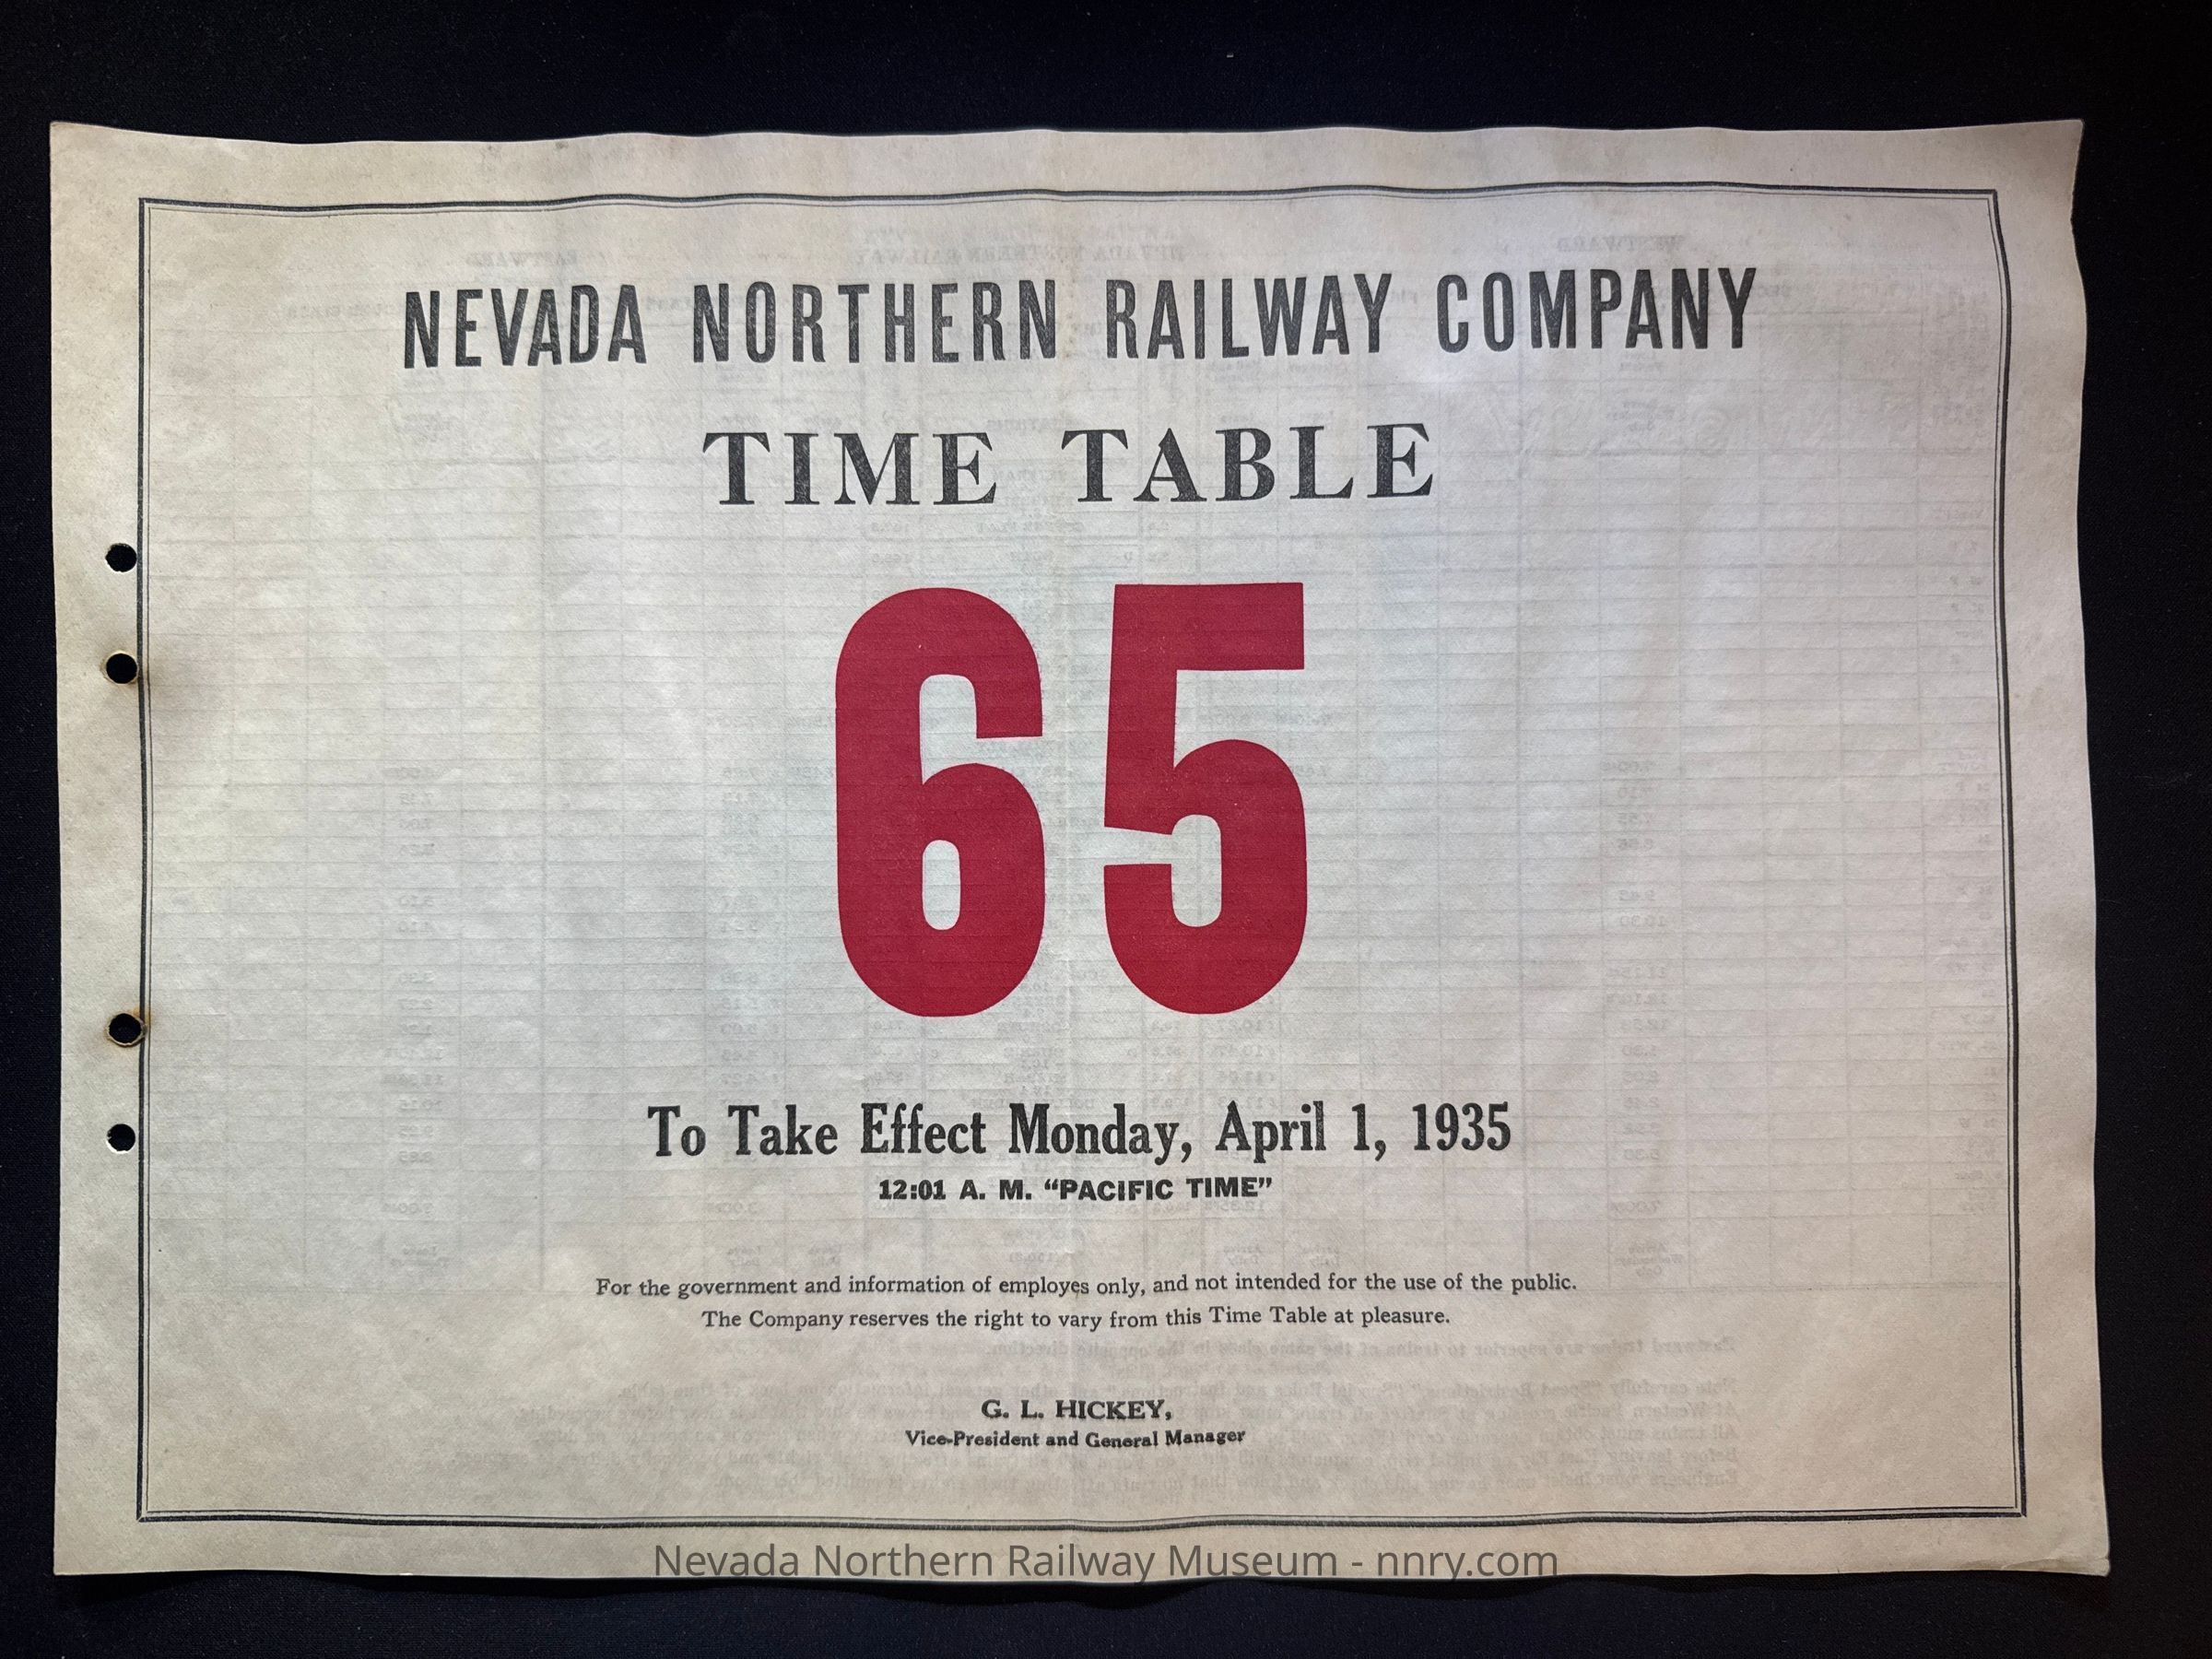 NEVADA NORTHERN RAILWAY COMPANY
TIME TABLE
65
To Take Effect Monday, April 1, 1935
12:01 A. M. “PACIFIC TIME”
For the government and information of employes only, and not intended for the use of the public.
The Company reserves the right to vary from this Time Table at pleasure.
G. L. HICKEY,
Vice-President and General Manager
Nevada Northern Railway Museum - nnry.com